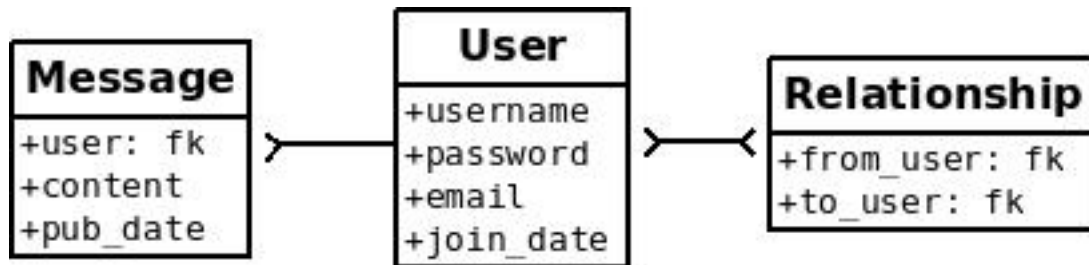 Message
+user: fk
+content
+pub_date
User
+username
+password
+email
+join_date
Relationship
+from_user: fk
+to_user: fk